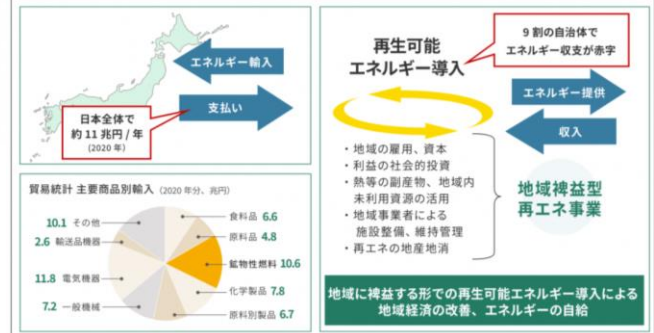 エネルギー輸入
支払い
日本全体で
約11兆円/年
(2020年)
貿易統計 主要商品別輸入 (2020年分、兆円)
食料品 6.6
原料品 4.8
鉱物性燃料 10.6
化学製品 7.8
原料別製品 6.7
7.2 一般機械
11.8 電気機器
2.6 輸送品機器
10.1 その他
再生可能
エネルギー導入
9割の自治体で
エネルギー収支が赤字
エネルギー提供
収入
・地域の雇用、資本
・利益の社会的投資
・熱等の副産物、地域内
未利用資源の活用
・地域事業者による
施設整備、維持管理
・再エネの地産地消
地域裨益型
再エネ事業
地域に裨益する形での再生可能エネルギー導入による
地域経済の改善、エネルギーの自給